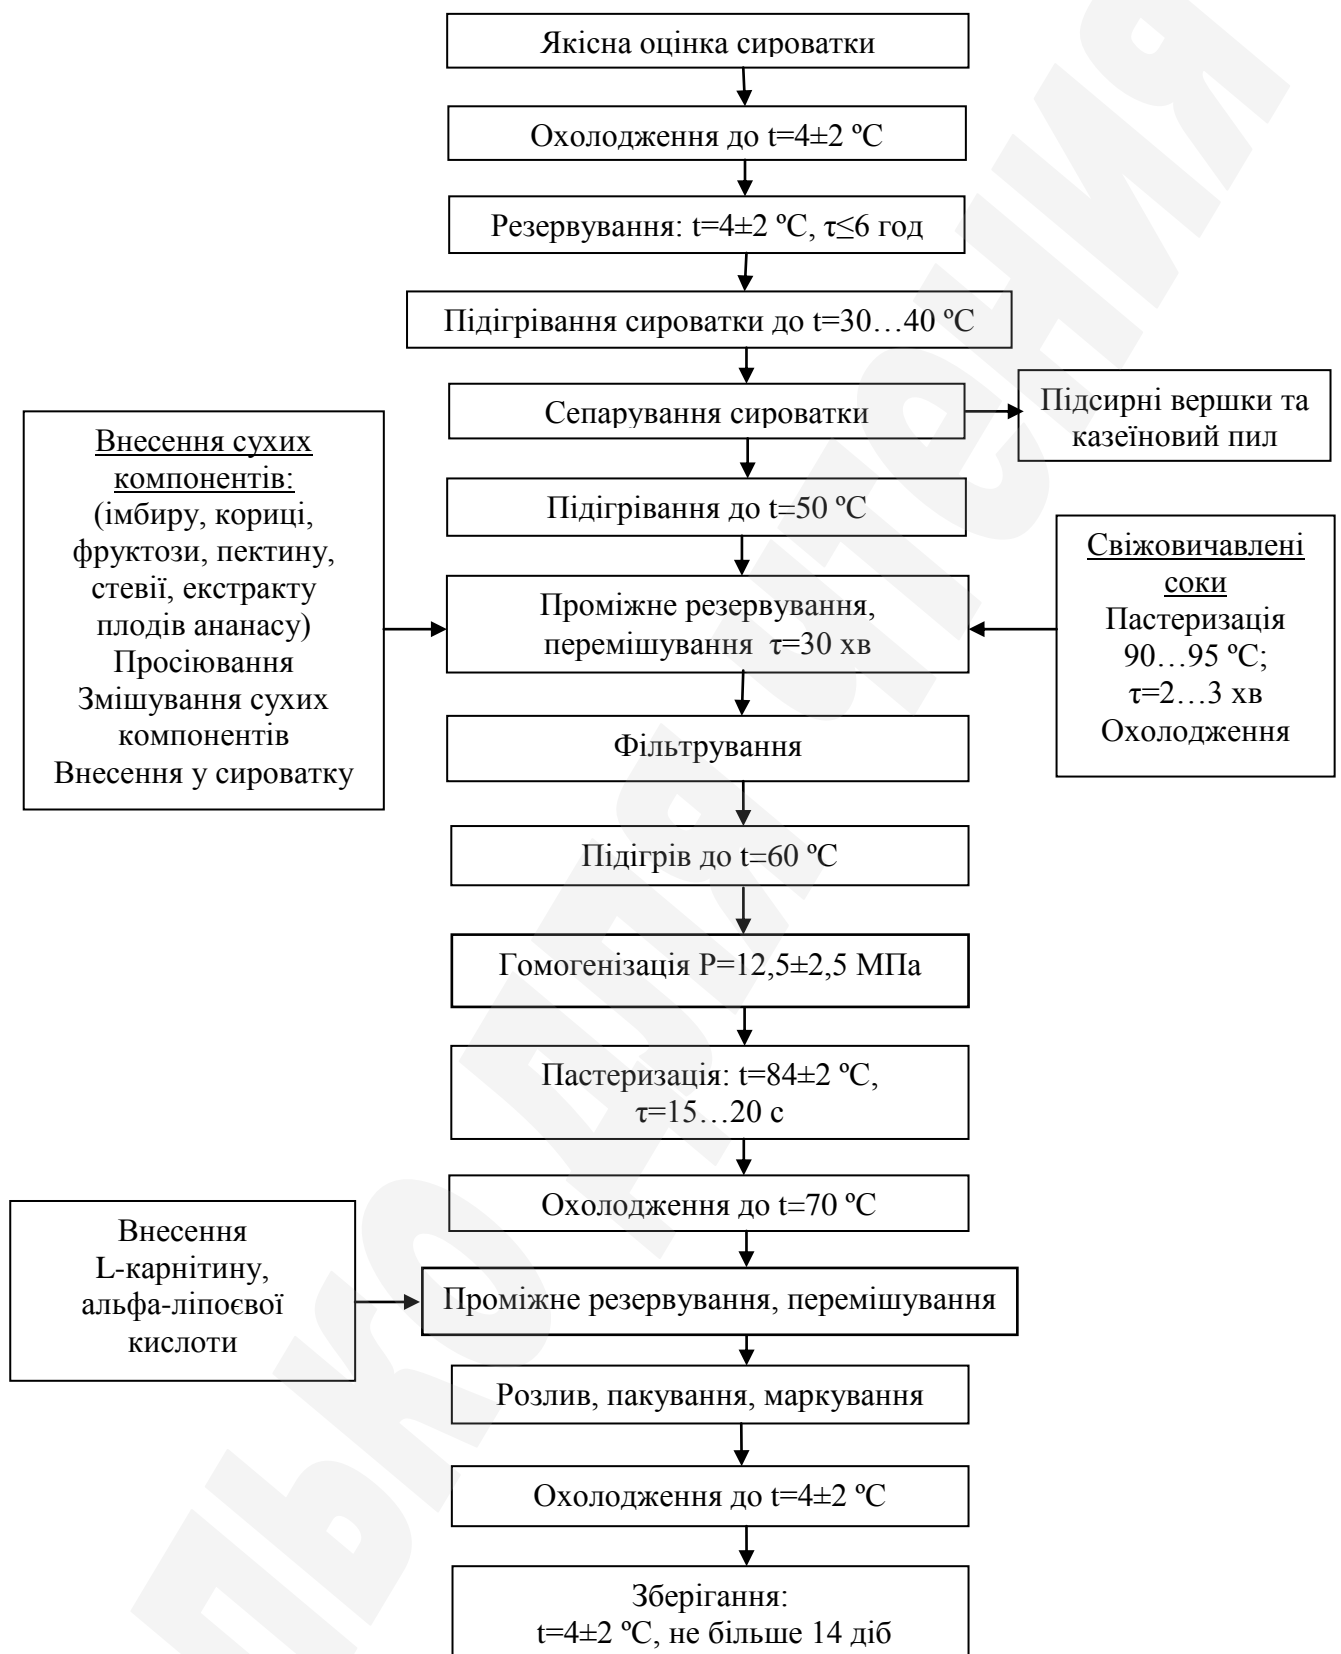 Якісна оцінка сироватки
Охолодження до t=4±2 ºС
Резервування: t=4±2 ºС, τ≤6 год
Підігрівання сироватки до t=30…40 ºС
Сепарування сироватки
Підсирні вершки та
казеїновий пил
Підігрівання до t=50 ºС
Внесення сухих
компонентів:
(імбиру, кориці,
фруктози, пектину,
стевії, екстракту
плодів ананасу)
Просіювання
Змішування сухих
компонентів
Внесення у сироватку
Проміжне резервування,
перемішування τ=30 хв
Свіжовичавлені
соки
Пастеризація
90…95 ºС;
τ=2…3 хв
Охолодження
Фільтрування
Підігрів до t=60 ºС
Гомогенізація Р=12,5±2,5 МПа
Пастеризація: t=84±2 ºС,
τ=15…20 с
Охолодження до t=70 ºС
Внесення
L-карнітину,
альфа-ліпоєвої
кислоти
Проміжне резервування, перемішування
Розлив, пакування, маркування
Охолодження до t=4±2 ºС
Зберігання:
t=4±2 ºС, не більше 14 діб
ЛЬКО ДЛЯ ЧТЕНИЯ